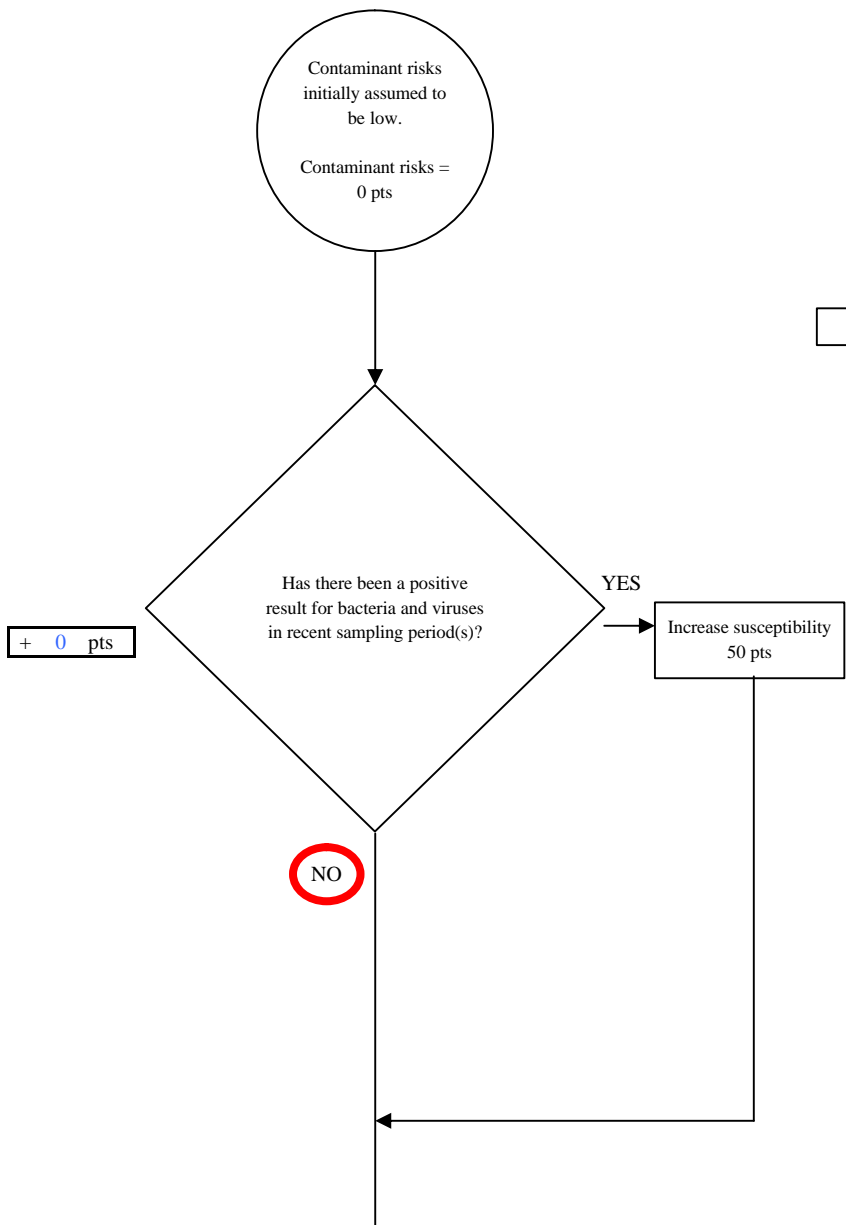 Contaminant risks
initially assumed to
be low.
Contaminant risks =
0 pts
Has there been a positive
result for bacteria and viruses
in recent sampling period(s)?
YES
Increase susceptibility
50 pts
+ 0 pts
NO